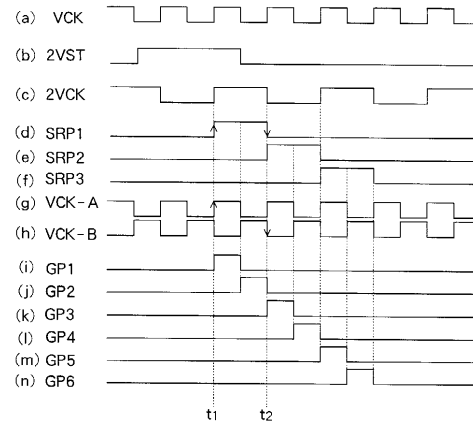 (a) VCK
(b) 2VST
(c) 2VCK
(d) SRP1
(e) SRP2
(f) SRP3
(g) VCK-A
(h) VCK-B
(i) GP1
(j) GP2
(k) GP3
(l) GP4
(m) GP5
(n) GP6
t1 t2